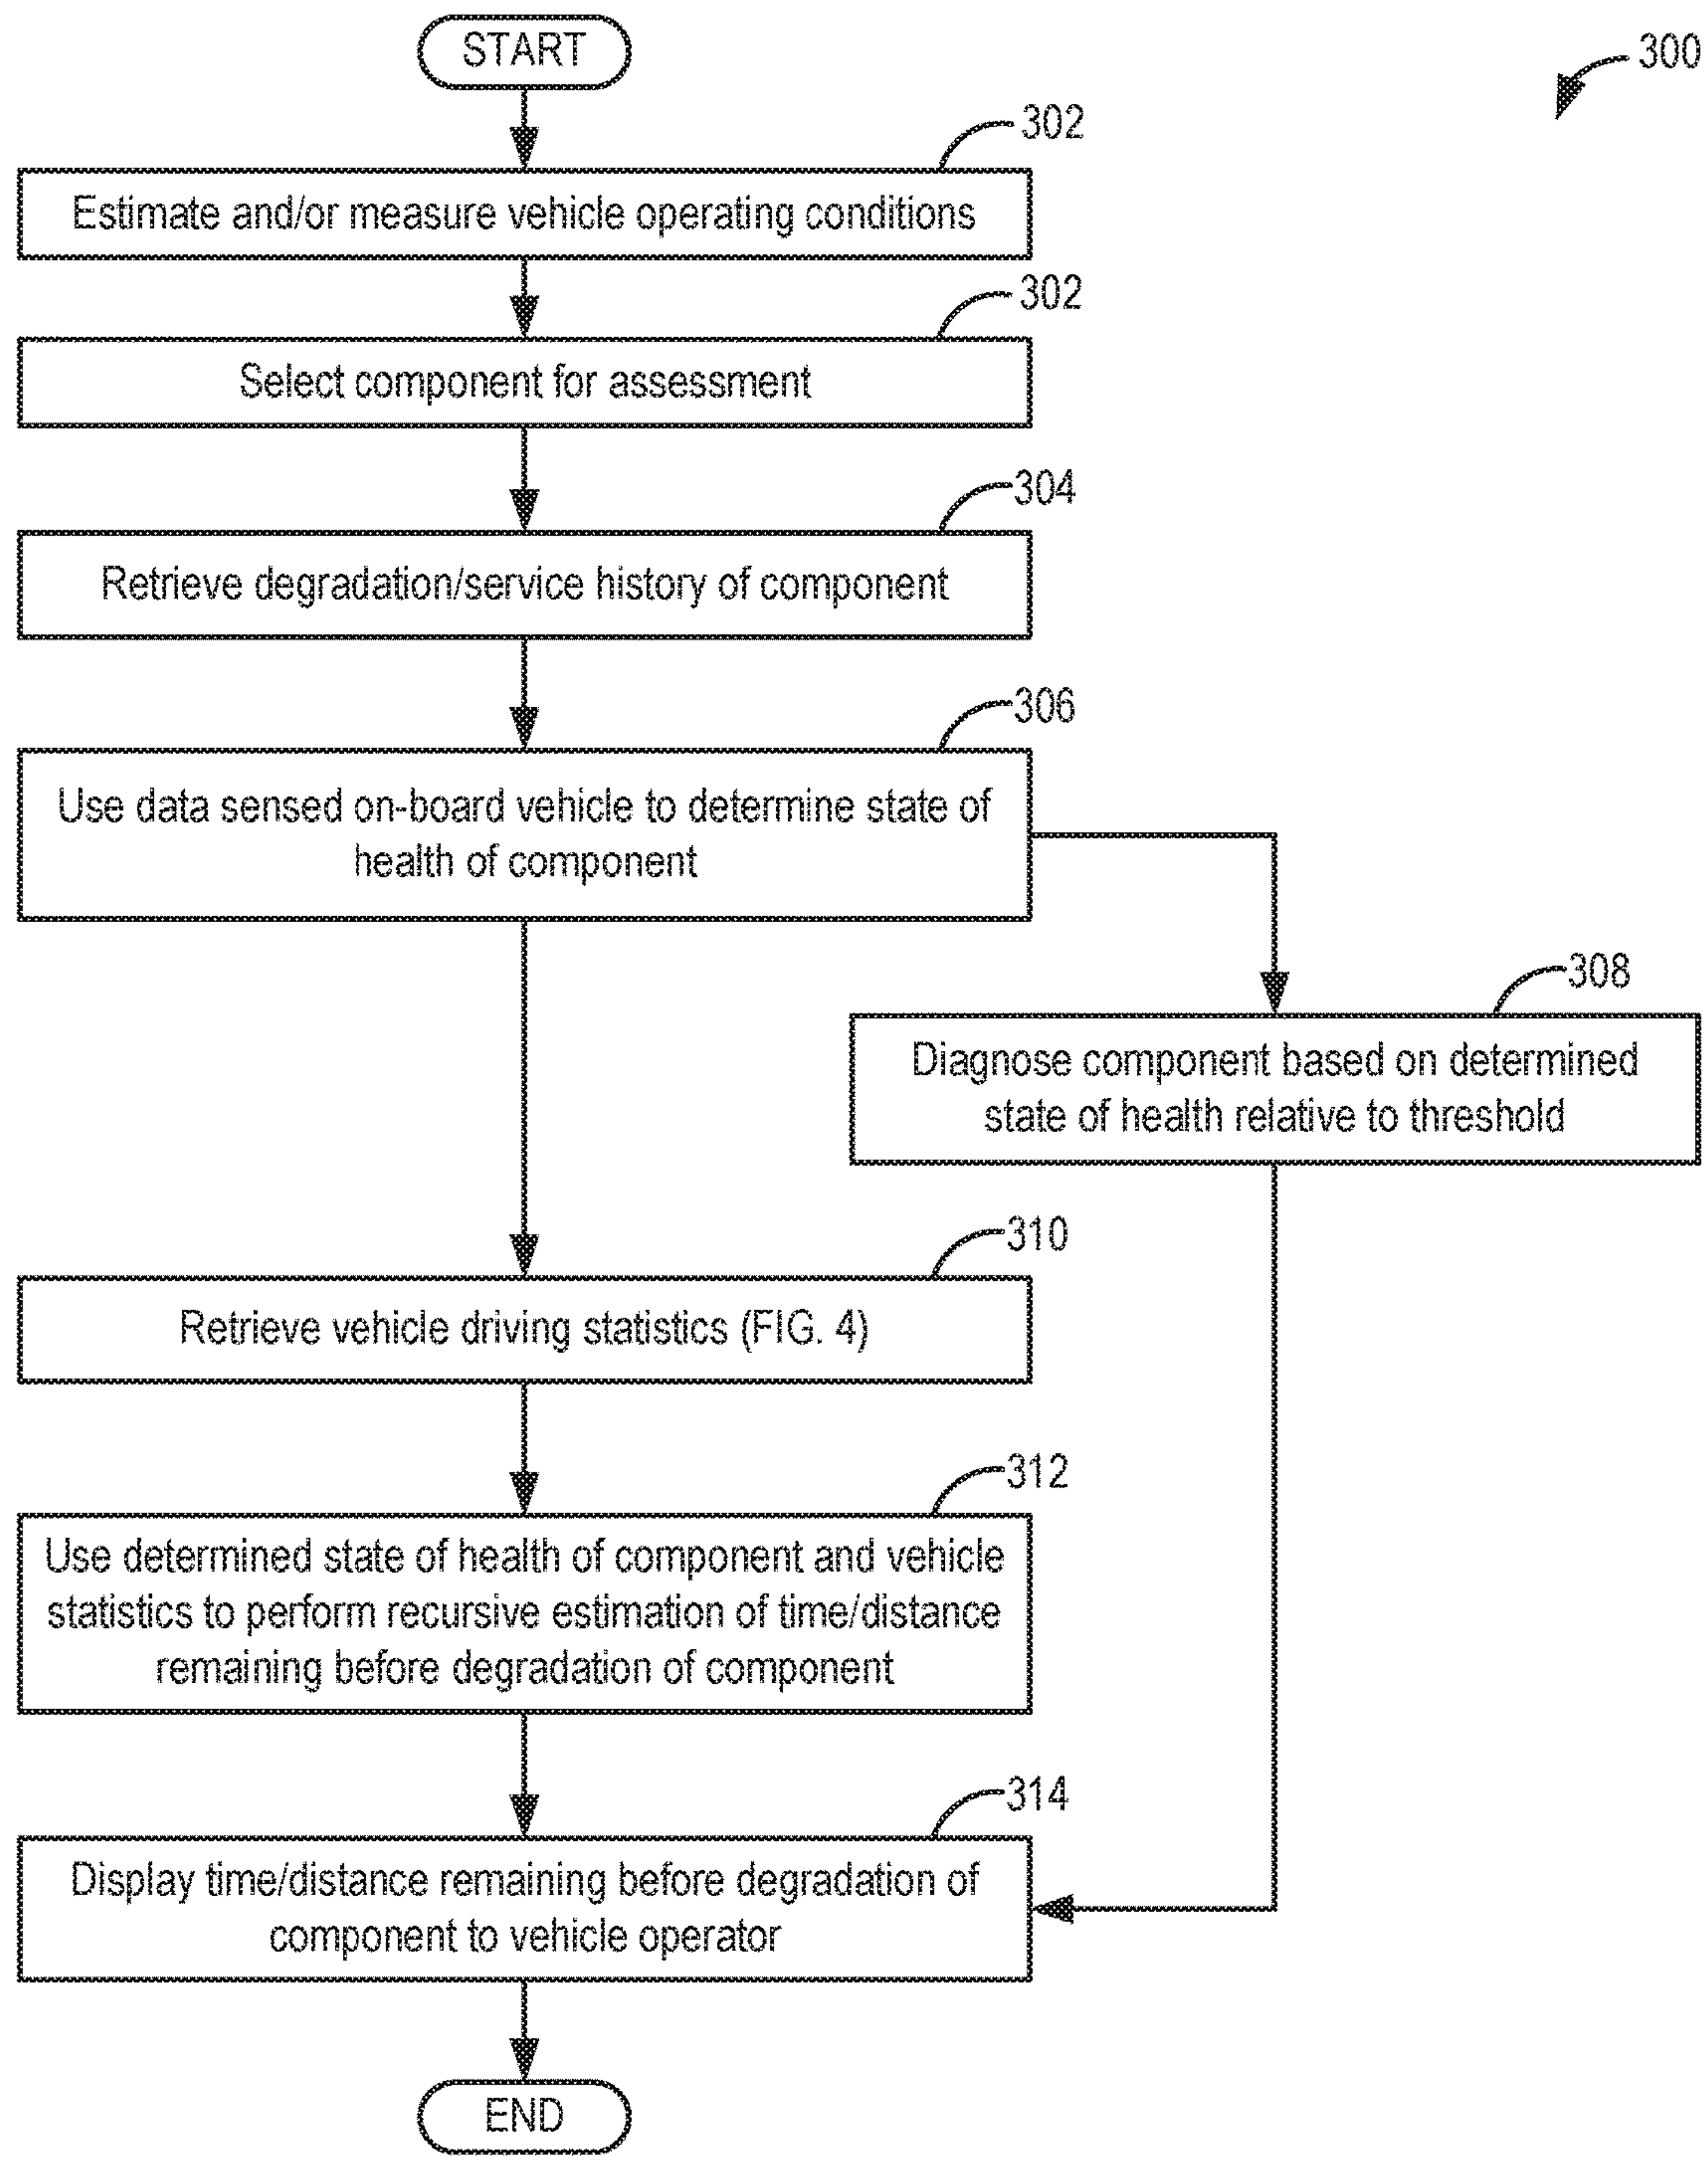 START
300
302
Estimate and/or measure vehicle operating conditions
302
Select component for assessment
304
Retrieve degradation/service history of component
306
Use data sensed on-board vehicle to determine state of
health of component
308
Diagnose component based on determined
state of health relative to threshold
310
Retrieve vehicle driving statistics (FIG. 4)
312
Use determined state of health of component and vehicle
statistics to perform recursive estimation of time/distance
remaining before degradation of component
314
Display time/distance remaining before degradation of
component to vehicle operator
END